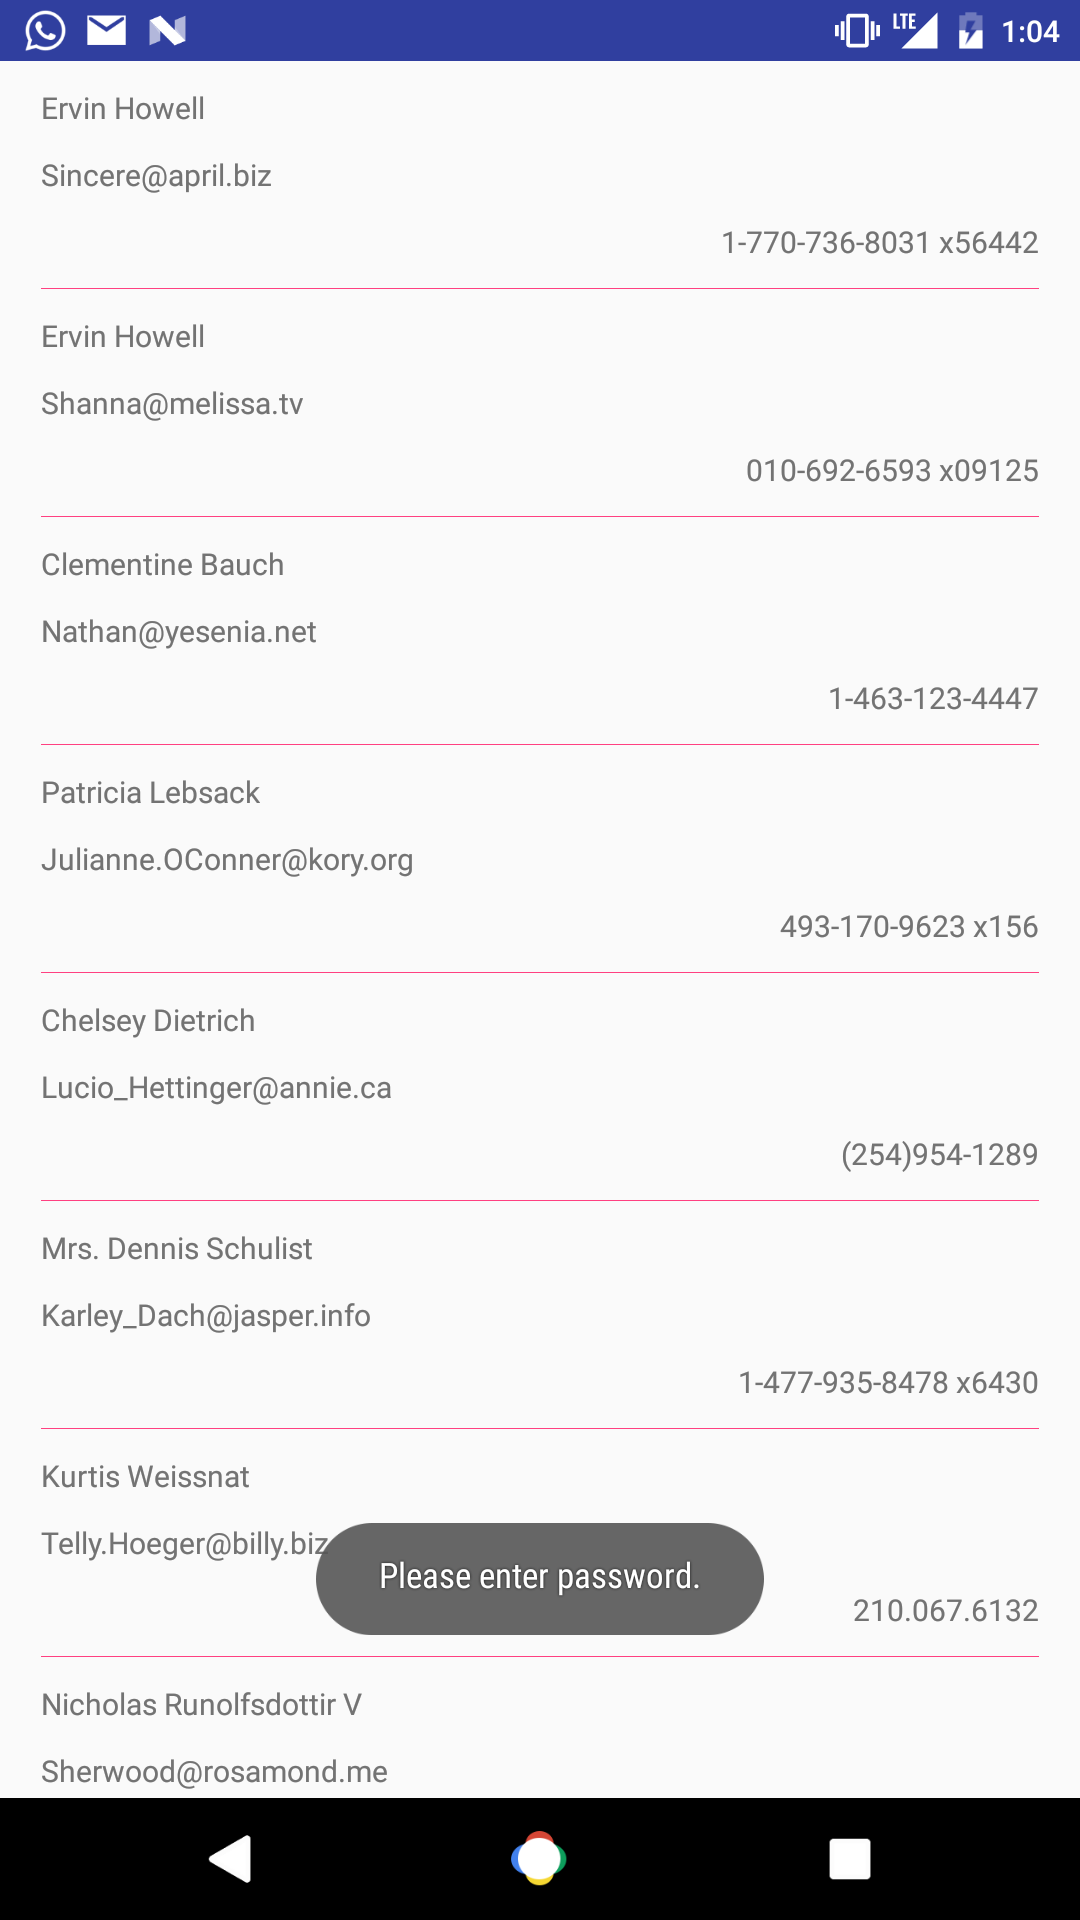 LTE 1:04
Ervin Howell
Sincere@april.biz
1-770-736-8031 x56442
Ervin Howell
Shanna@melissa.tv
010-692-6593 x09125
Clementine Bauch
Nathan@yesenia.net
1-463-123-4447
Patricia Lebsack
Julianne.OConner@kory.org
493-170-9623 x156
Chelsey Dietrich
Lucio_Hettinger@annie.ca
(254)954-1289
Mrs. Dennis Schulist
Karley_Dach@jasper.info
1-477-935-8478 x6430
Kurtis Weissnat
Telly.Hoeger@billy.biz
Please enter password.
210.067.6132
Nicholas Runolfsdottir V
Sherwood@rosamond.me